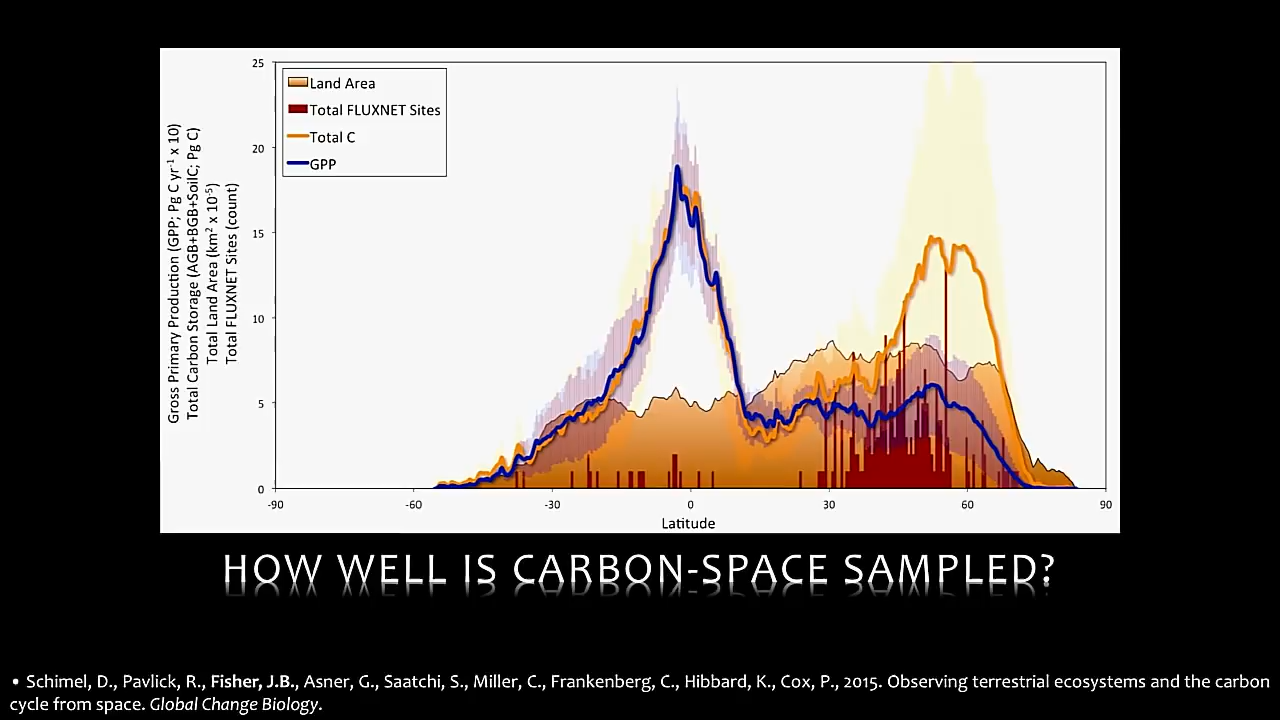 25
20
15
10
5
0
-90
-60
-30
0
30
60
90
Latitude
Gross Primary Production (GPP; Pg C yr-1 x 10)
Total Carbon Storage (AGB+BGB+SoilC; Pg C)
Total Land Area (km2 x 10-5)
Total FLUXNET Sites (count)
Land Area
Total FLUXNET Sites
Total C
GPP
HOW WELL IS CARBON-SPACE SAMPLED?
• Schimel, D., Pavlick, R., Fisher, J.B., Asner, G., Saatchi, S., Miller, C., Frankenberg, C., Hibbard, K., Cox, P., 2015. Observing terrestrial ecosystems and the carbon
cycle from space. Global Change Biology.